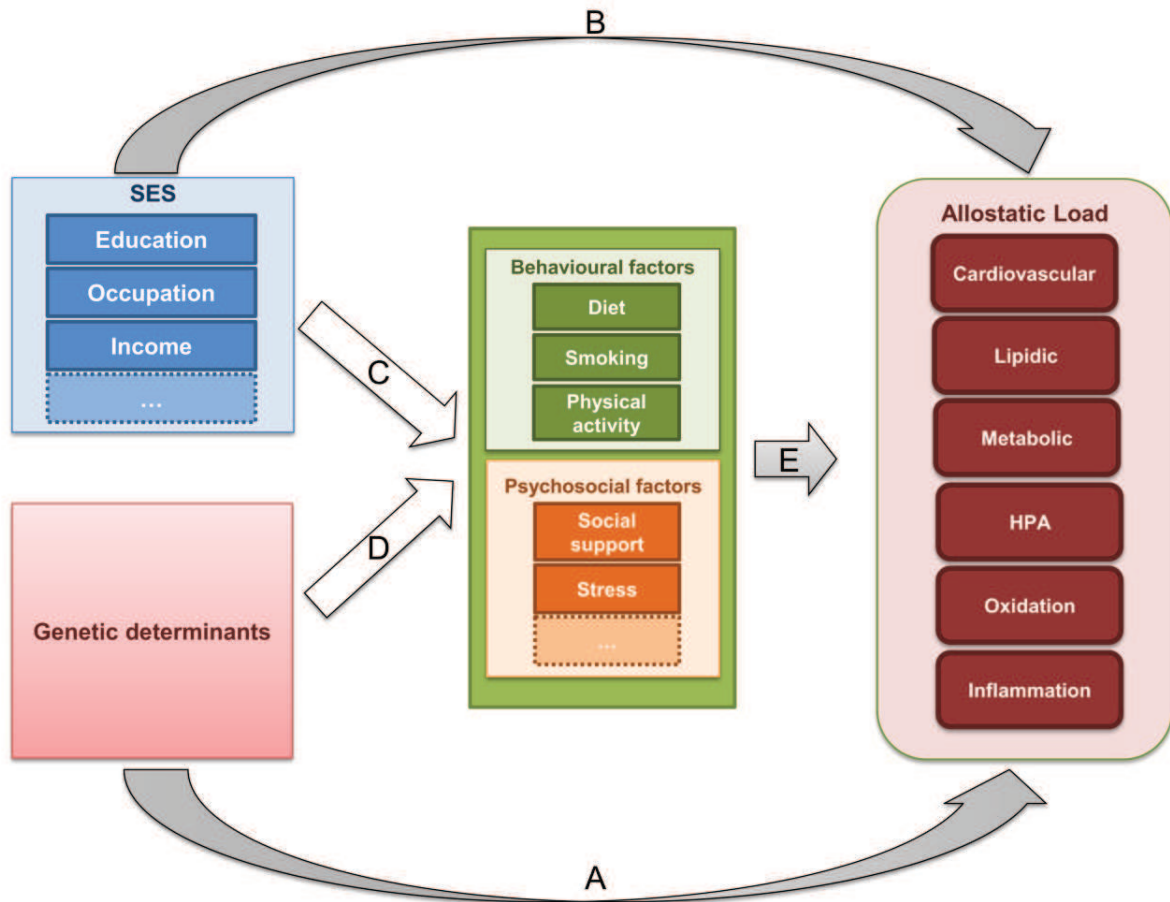 B
SES
Education
Occupation
Income
...
C
Genetic determinants
D
Behavioural factors
Diet
Smoking
Physical
activity
Psychosocial factors
Social
support
Stress
...
E
Allostatic Load
Cardiovascular
Lipidic
Metabolic
HPA
Oxidation
Inflammation
A